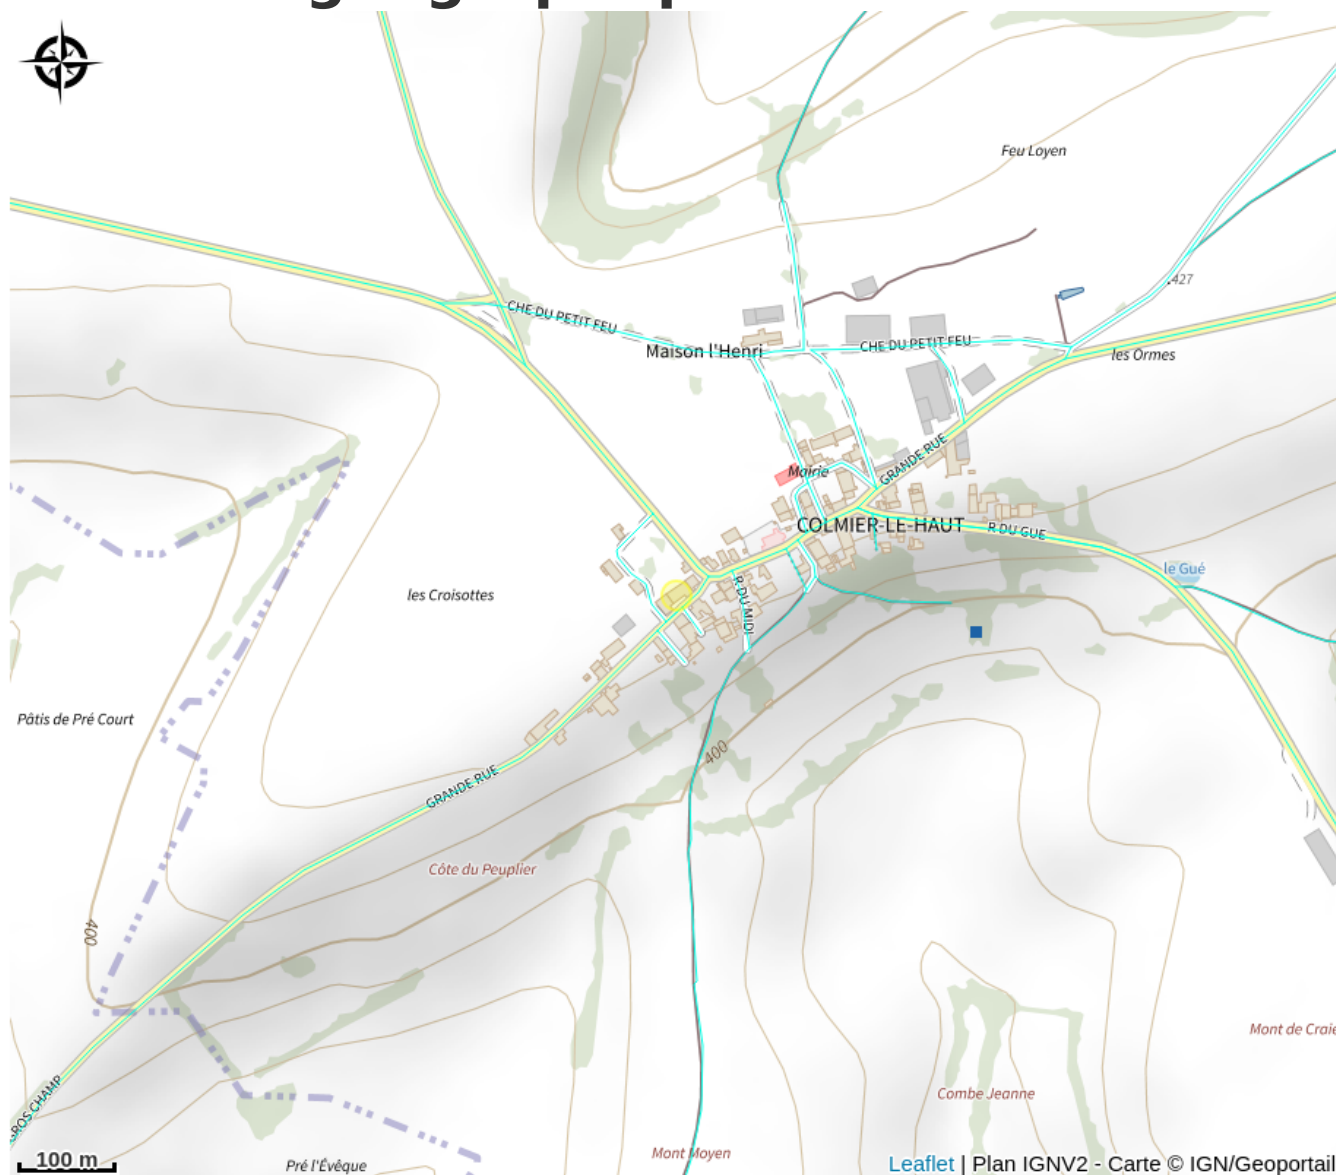 Feu Loyen
427
CHE DU PETIT FEU
CHE DU PETIT FEU
Maison l'Henri
les Ormes
GRANDE RUE
Mairie
COLMIER-LE-HAUT
R DU GUE
le Gué
les Croisottes
R DU MIDI
Pâtis de Pré Court
400
GRANDE RUE
Côte du Peuplier
400
Mont de Craie
Combe Jeanne
GROS CHAMP
Mont Moyen
100 m
Pré l'Évêque
Leaflet | Plan IGNV2 - Carte © IGN/Geoportail